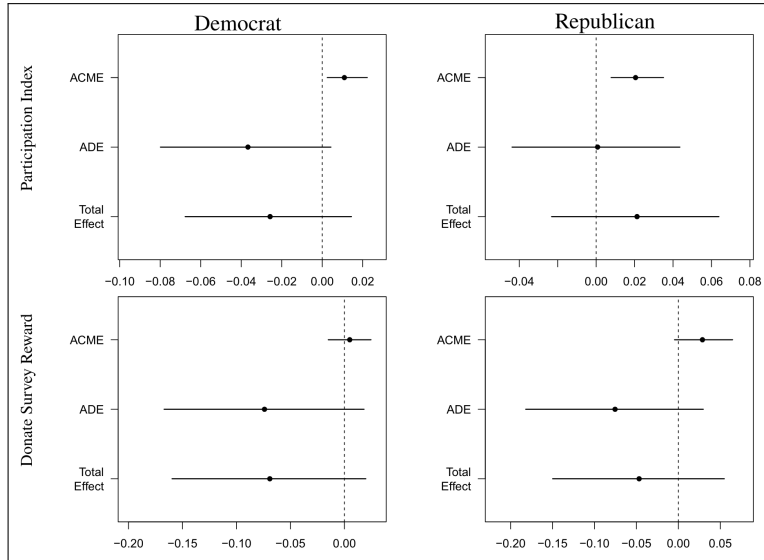 Democrat
Republican
Participation Index
ACME
ADE
Total
Effect
−0.10 −0.08 −0.06 −0.04 −0.02 0.00 0.02
−0.04 0.00 0.02 0.04 0.06 0.08
Donate Survey Reward
ACME
ADE
Total
Effect
−0.20 −0.15 −0.10 −0.05 0.00
ACME
ADE
Total
Effect
−0.20 −0.15 −0.10 −0.05 0.00 0.05
ACME
ADE
Total
Effect